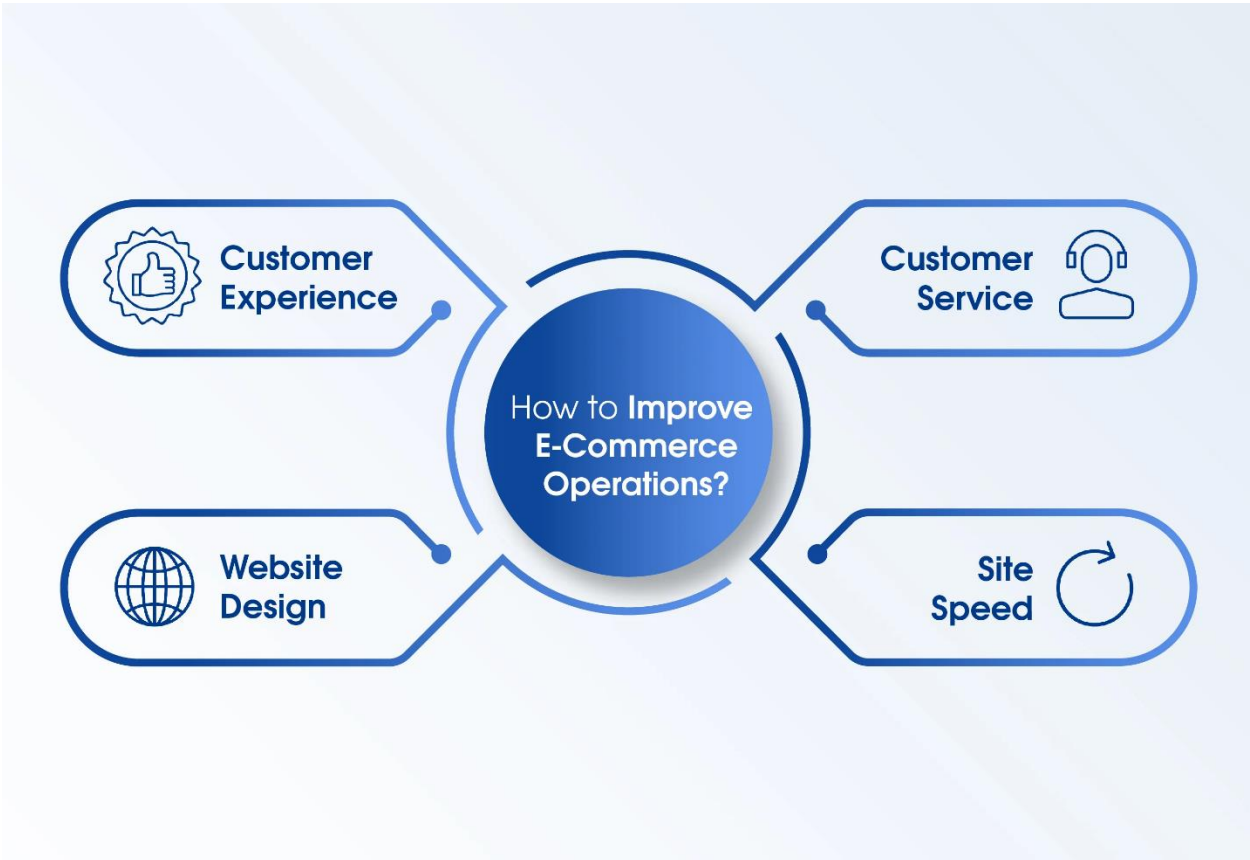 Customer
Experience
Customer
Service
How to Improve
E-Commerce
Operations?
Website
Design
Site
Speed